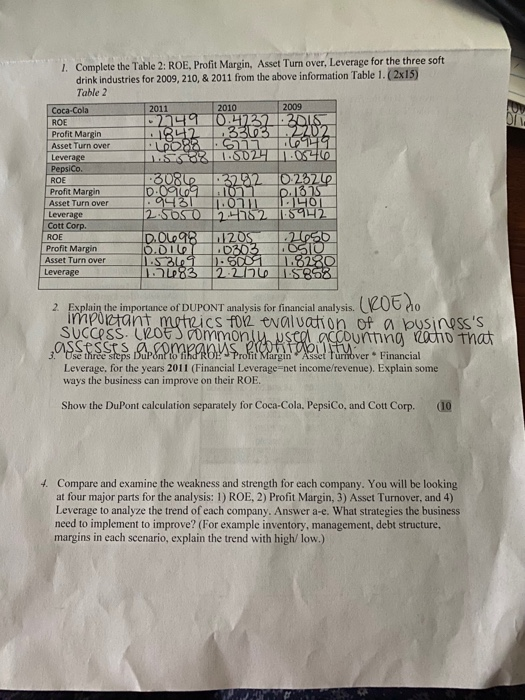 1. Complete the Table 2: ROE, Profit Margin, Asset Turn over, Leverage for the three soft
drink industries for 2009, 210, & 2011 from the above information Table 1. (2x15)
Table 2
Coca-Cola 2011 2010 2009
ROE .2749 0.4732 .3015
Profit Margin .1842 .3363 .2202
Asset Turn over .6088 .5777 .6949
Leverage 1.5588 1.5024 1.0546
PepsiCo.
ROE .3086 .3292 0.2326
Profit Margin 0.0969 .1077 0.1375
Asset Turn over .9431 1.0711 1.1401
Leverage 2.5050 2.4752 1.5942
Cott Corp.
ROE 0.0698 .1205 .2650
Profit Margin 0.0161 .0303 .0510
Asset Turn over 1.5369 1.5009 1.8280
Leverage 1.7683 2.2176 1.5858
2. Explain the importance of DUPONT analysis for financial analysis. (ROE) 10
important metrics for evaluation of a business's
success. (ROE) commonly used accounting Ratio that
assesses a companys profitability.
3. Use three steps DuPont to find ROE = Profit Margin * Asset Turnover * Financial
Leverage, for the years 2011 (Financial Leverage=net income/revenue). Explain some
ways the business can improve on their ROE.
Show the DuPont calculation separately for Coca-Cola, PepsiCo, and Cott Corp. (10
4. Compare and examine the weakness and strength for each company. You will be looking
at four major parts for the analysis: 1) ROE, 2) Profit Margin, 3) Asset Turnover, and 4)
Leverage to analyze the trend of each company. Answer a-e. What strategies the business
need to implement to improve? (For example inventory, management, debt structure,
margins in each scenario, explain the trend with high/ low.)